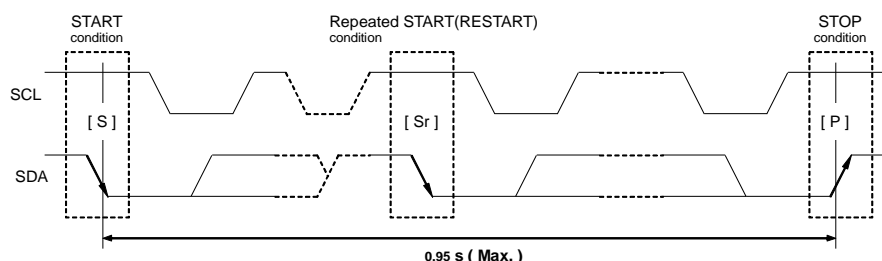 START
condition
Repeated START(RESTART)
condition
STOP
condition
SCL
[ S ]
[ Sr ]
[ P ]
SDA
0.95 s ( Max. )